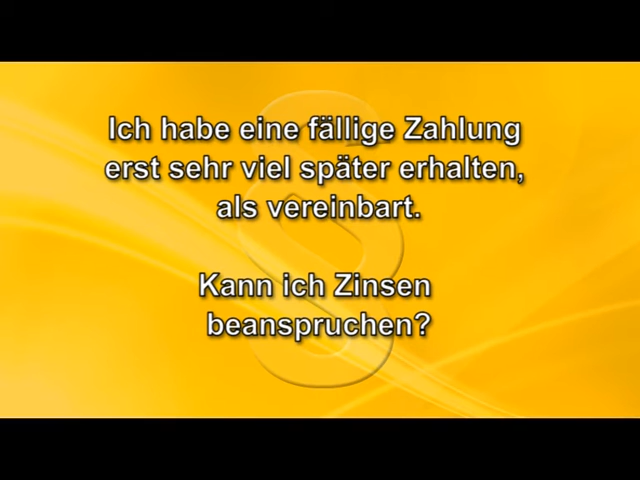 Ich habe eine fällige Zahlung
erst sehr viel später erhalten,
als vereinbart.
Kann ich Zinsen
beanspruchen?